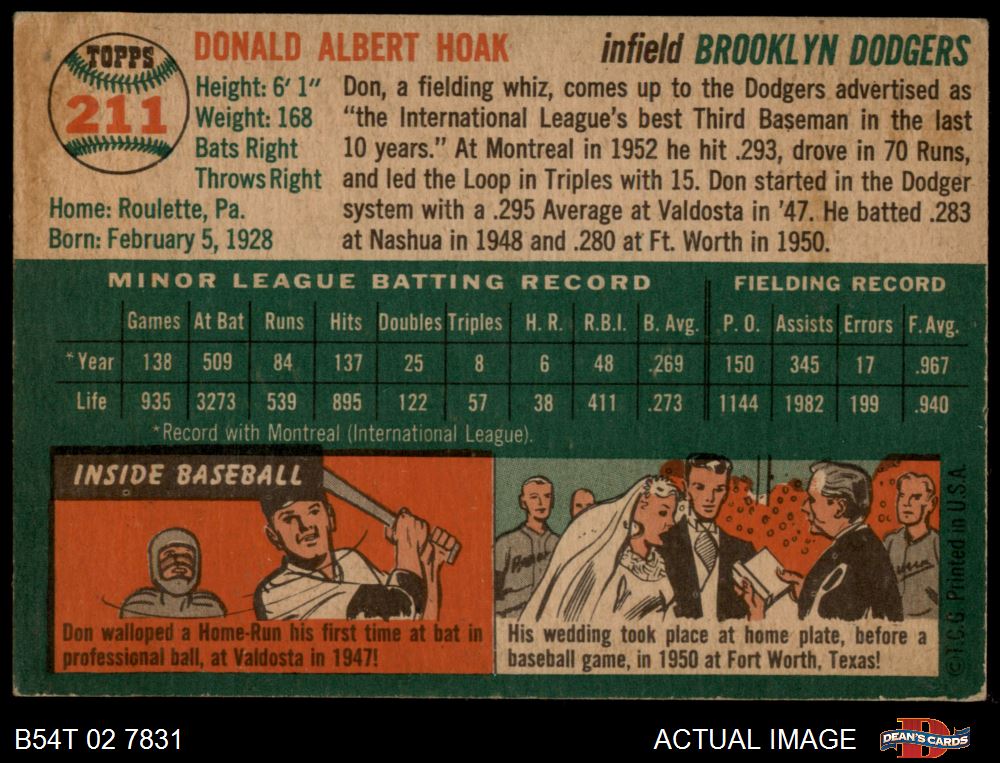 TOPPS
211
DONALD ALBERT HOAK
infield BROOKLYN DODGERS
Height: 6' 1"
Weight: 168
Bats Right
Throws Right
Home: Roulette, Pa.
Born: February 5, 1928
Don, a fielding whiz, comes up to the Dodgers advertised as
"the International League's best Third Baseman in the last
10 years." At Montreal in 1952 he hit .293, drove in 70 Runs,
and led the Loop in Triples with 15. Don started in the Dodger
system with a .295 Average at Valdosta in '47. He batted .283
at Nashua in 1948 and .280 at Ft. Worth in 1950.
MINOR LEAGUE BATTING RECORD FIELDING RECORD
Games At Bat Runs Hits Doubles Triples H. R. R.B.I. B. Avg. P. O. Assists Errors F. Avg.
*Year 138 509 84 137 25 8 6 48 .269 150 345 17 .967
Life 935 3273 539 895 122 57 38 411 .273 1144 1982 199 .940
*Record with Montreal (International League).
INSIDE BASEBALL
Don walloped a Home-Run his first time at bat in
professional ball, at Valdosta in 1947!
His wedding took place at home plate, before a
baseball game, in 1950 at Fort Worth, Texas!
©T.C.G. Printed in U.S.A.
B54T 02 7831
ACTUAL IMAGE
D
DEAN'S CARDS